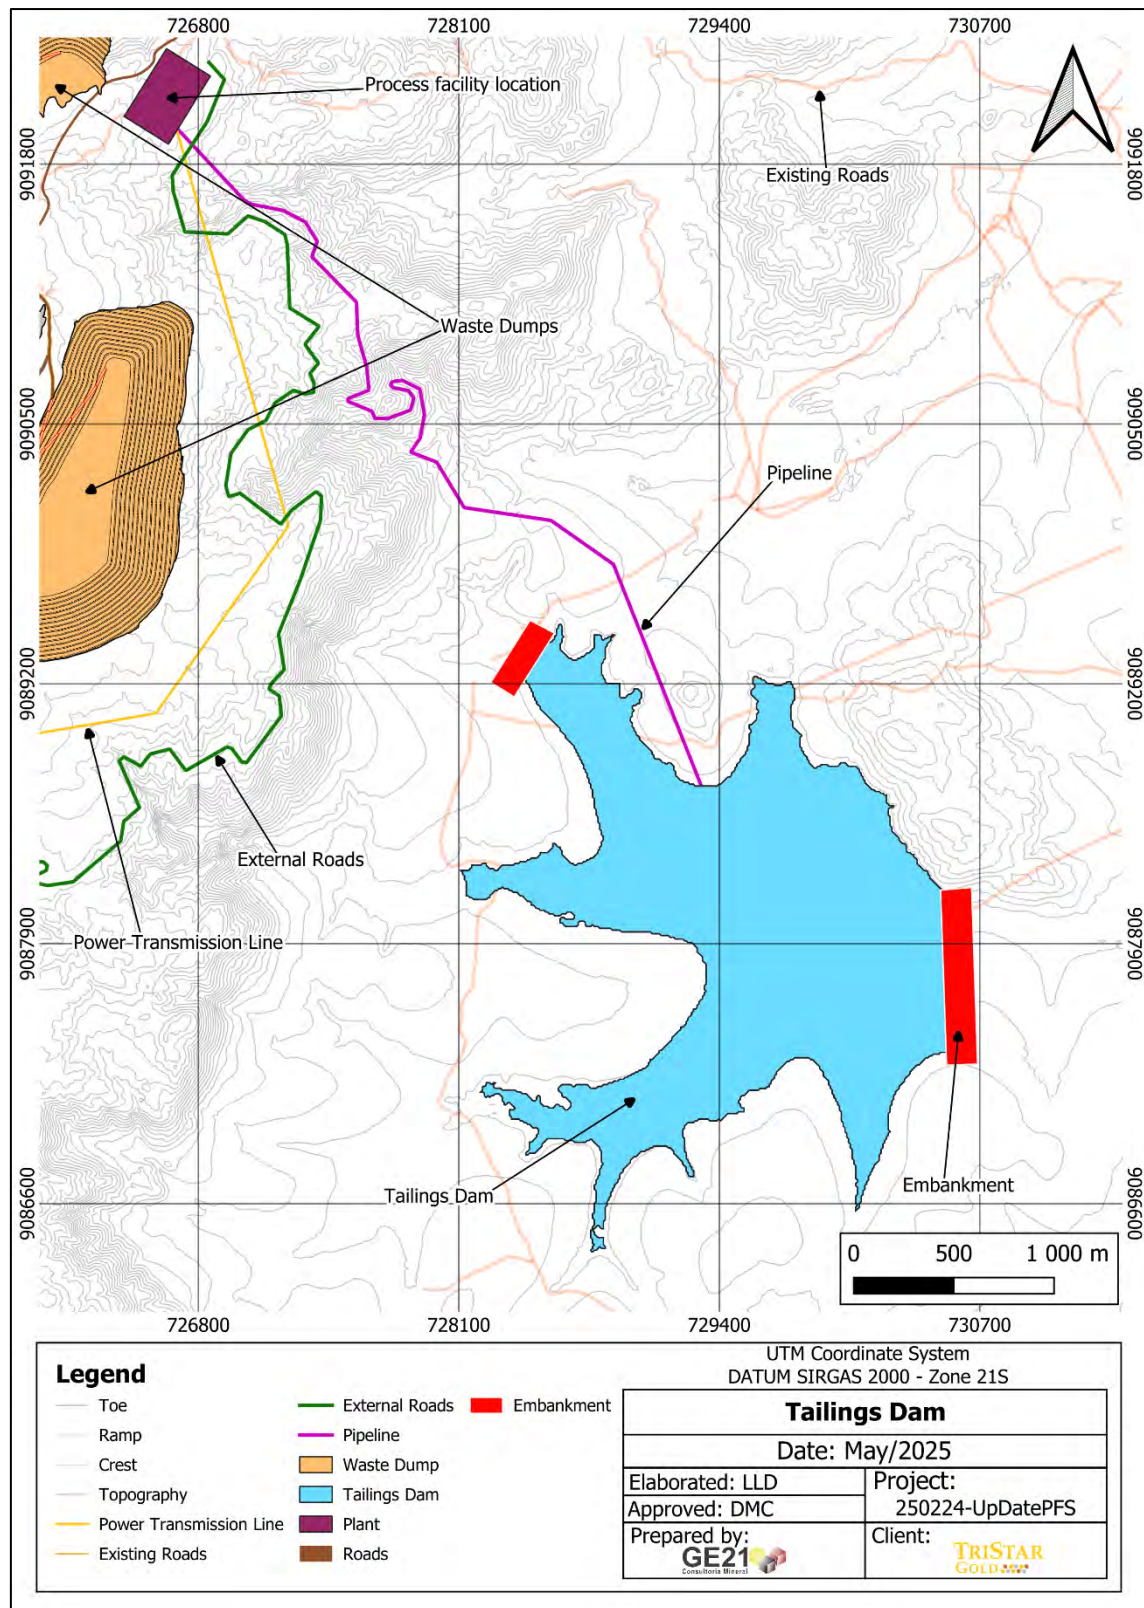 726800 728100 729400 730700
Process facility location
9091800 9091800
Existing Roads
Waste Dumps
9090500 9090500
Pipeline
9089200 9089200
External Roads
Power Transmission Line
9087900 9087900
Embankment
Tailings Dam
9086600 9086600
0 500 1 000 m
726800 728100 729400 730700
Legend
Toe
Ramp
Crest
Topography
Power Transmission Line
Existing Roads
External Roads
Pipeline
Waste Dump
Tailings Dam
Plant
Roads
Embankment
UTM Coordinate System
DATUM SIRGAS 2000 - Zone 21S
Tailings Dam
Date: May/2025
Elaborated: LLD
Approved: DMC
Project:
250224-UpDatePFS
Prepared by:
GE21
Consultoria Mineral
Client:
TRISTAR
GOLD